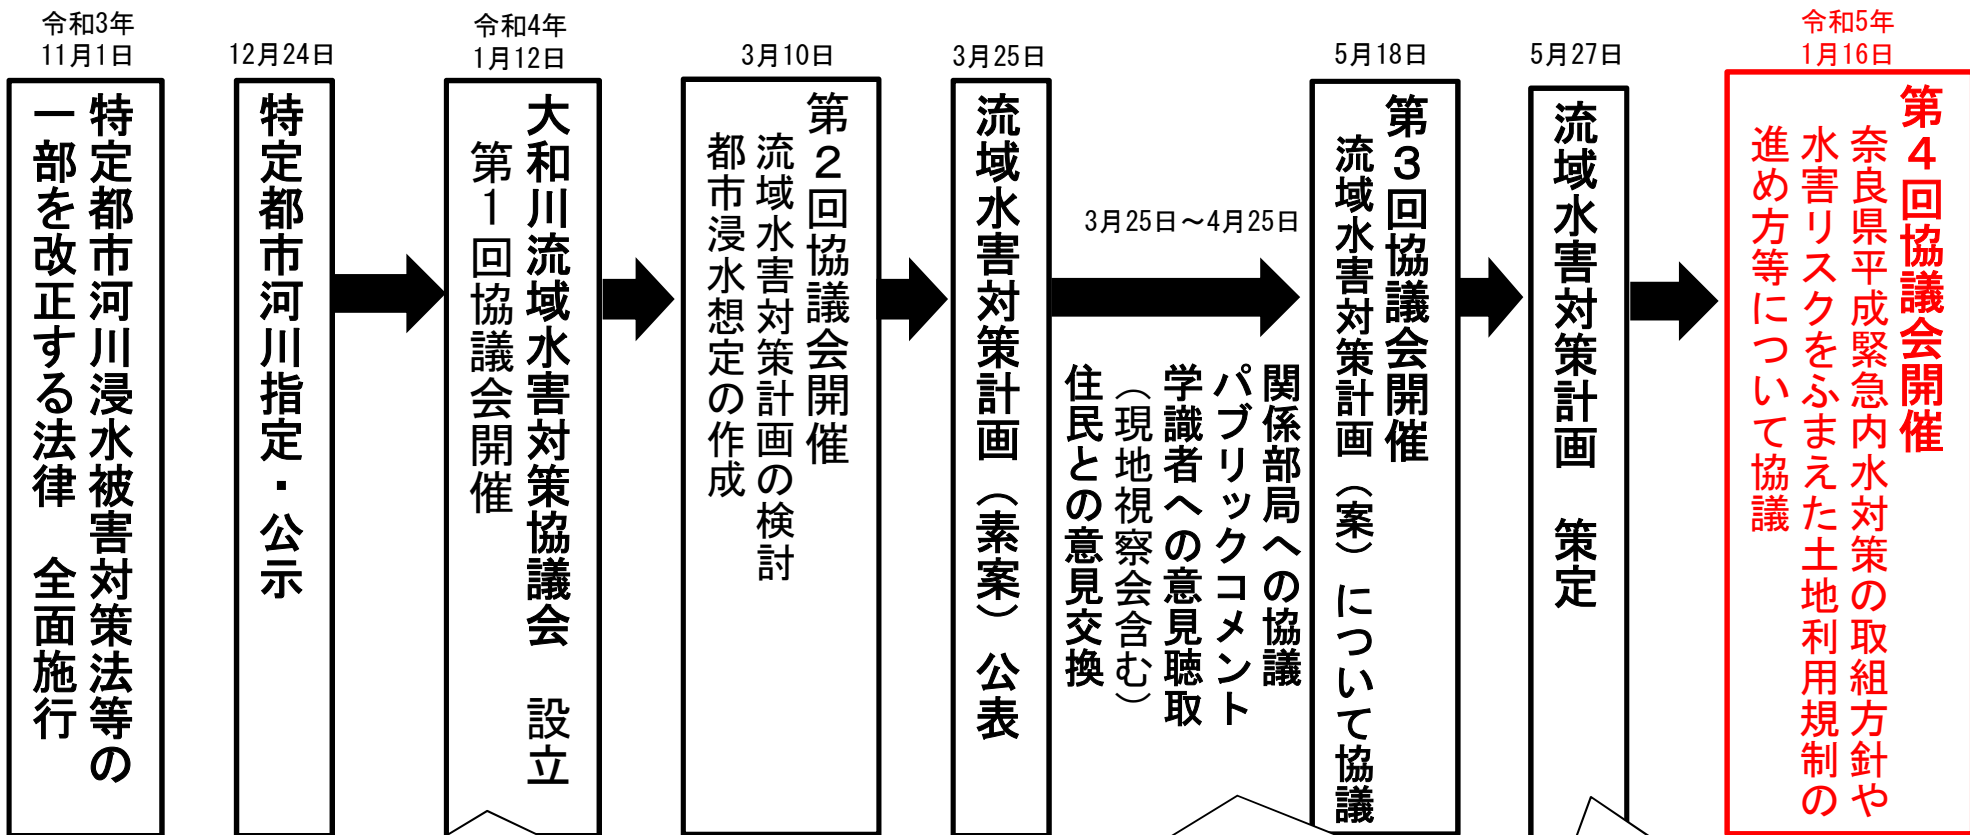 令和3年
11月1日
特定都市河川浸水被害対策法等の
一部を改正する法律　全面施行
12月24日
特定都市河川指定・公示
令和4年
1月12日
大和川流域水害対策協議会　設立
第１回協議会開催
3月10日
第２回協議会開催
流域水害対策計画の検討
都市浸水想定の作成
3月25日
流域水害対策計画（素案）公表
3月25日～4月25日
関係部局への協議
パブリックコメント
学識者への意見聴取
（現地視察会含む）
住民との意見交換
5月18日
第３回協議会開催
流域水害対策計画（案）について協議
5月27日
流域水害対策計画　策定
令和5年
1月16日
第４回協議会開催
奈良県平成緊急内水対策の取組方針や
水害リスクをふまえた土地利用規制の
進め方等について協議